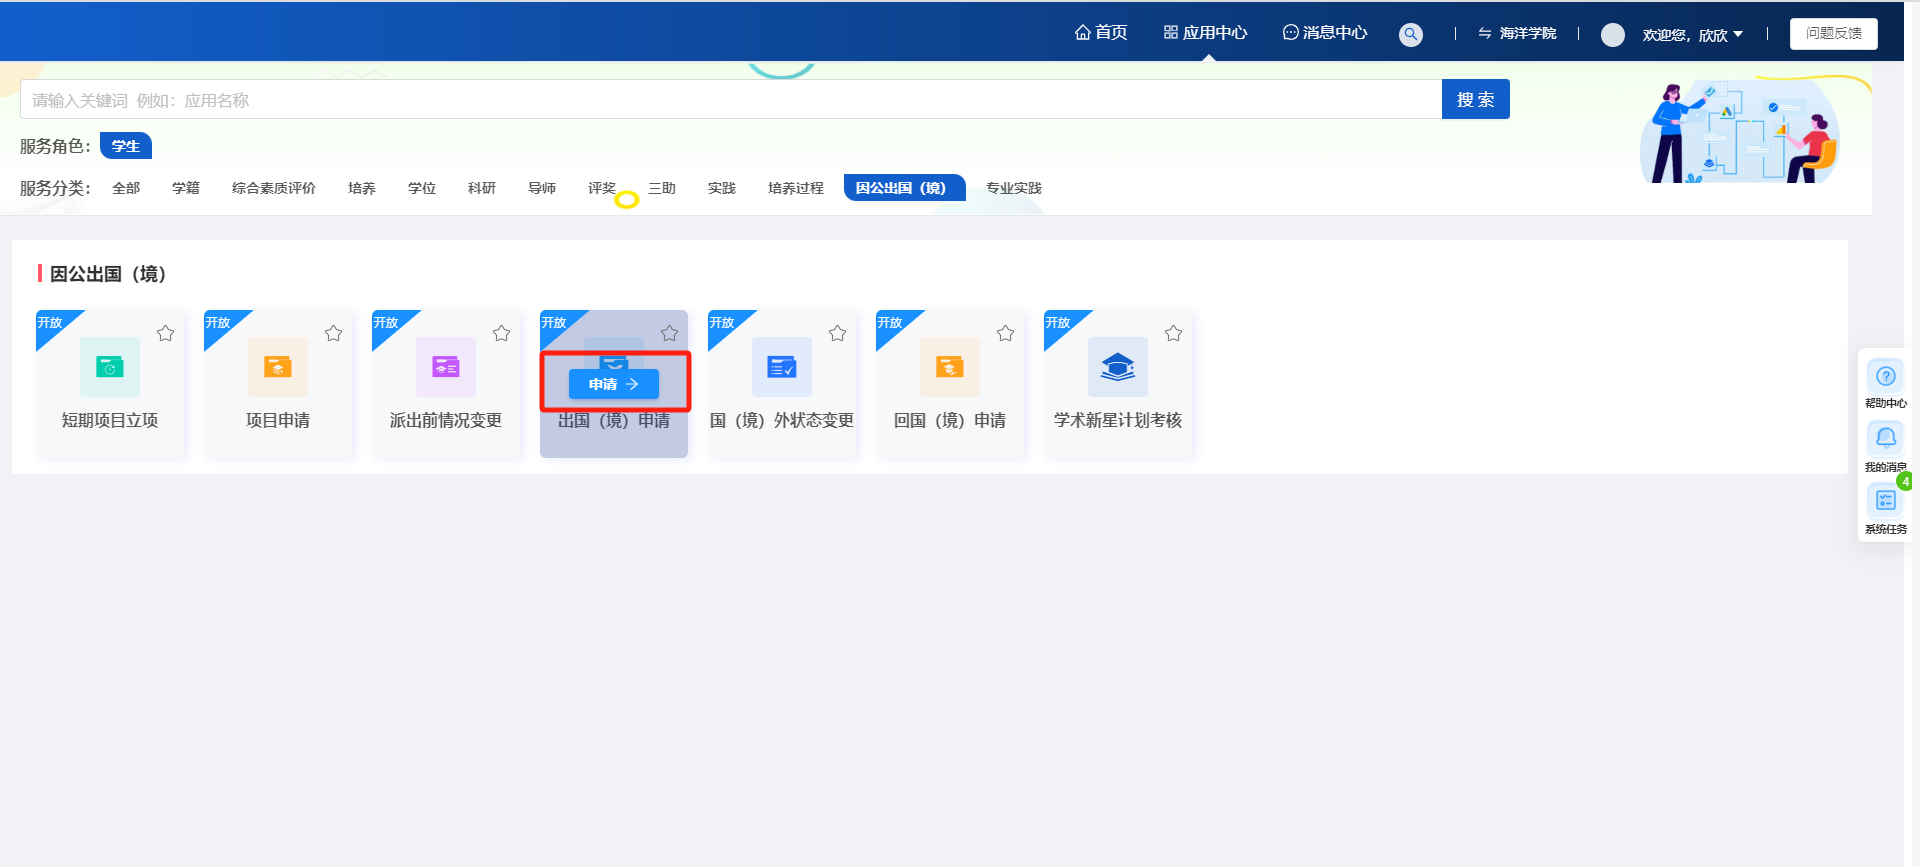 首页 应用中心 消息中心 海洋学院 欢迎您，欣欣 问题反馈
请输入关键词 例如：应用名称 搜 索
服务角色： 学生
服务分类： 全部 学籍 综合素质评价 培养 学位 科研 导师 评奖 三助 实践 培养过程 因公出国（境） 专业实践
因公出国（境）
开放 开放 开放 开放 开放 开放 开放
申请
短期项目立项 项目申请 派出前情况变更 出国（境）申请 国（境）外状态变更 回国（境）申请 学术新星计划考核
帮助中心
我的消息
4
系统任务